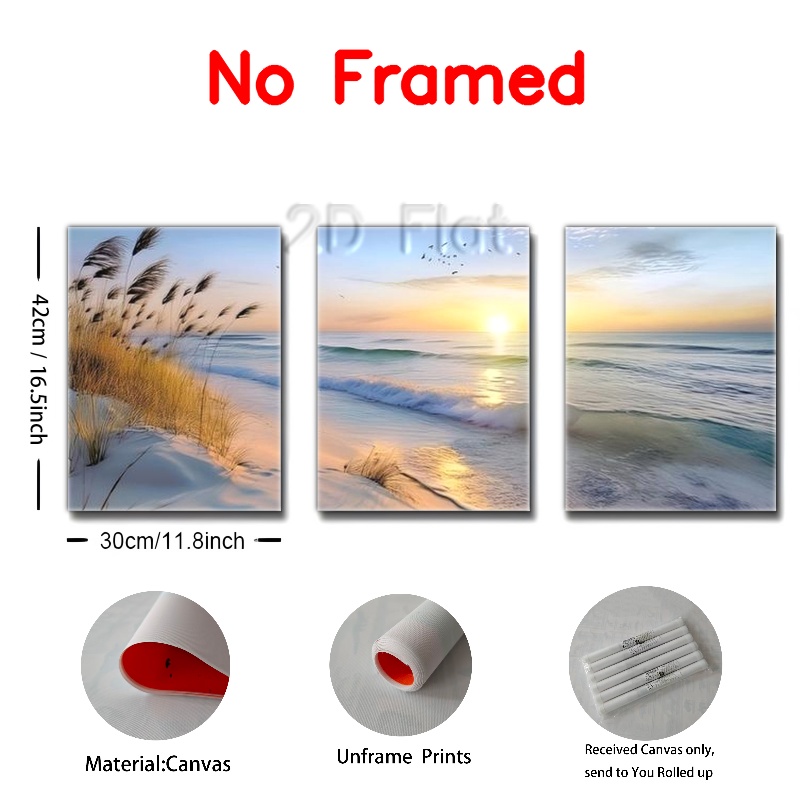 No Framed
2D Flat
42cm / 16.5inch
30cm/11.8inch
Material:Canvas
Unframe Prints
Received Canvas only,
send to You Rolled up